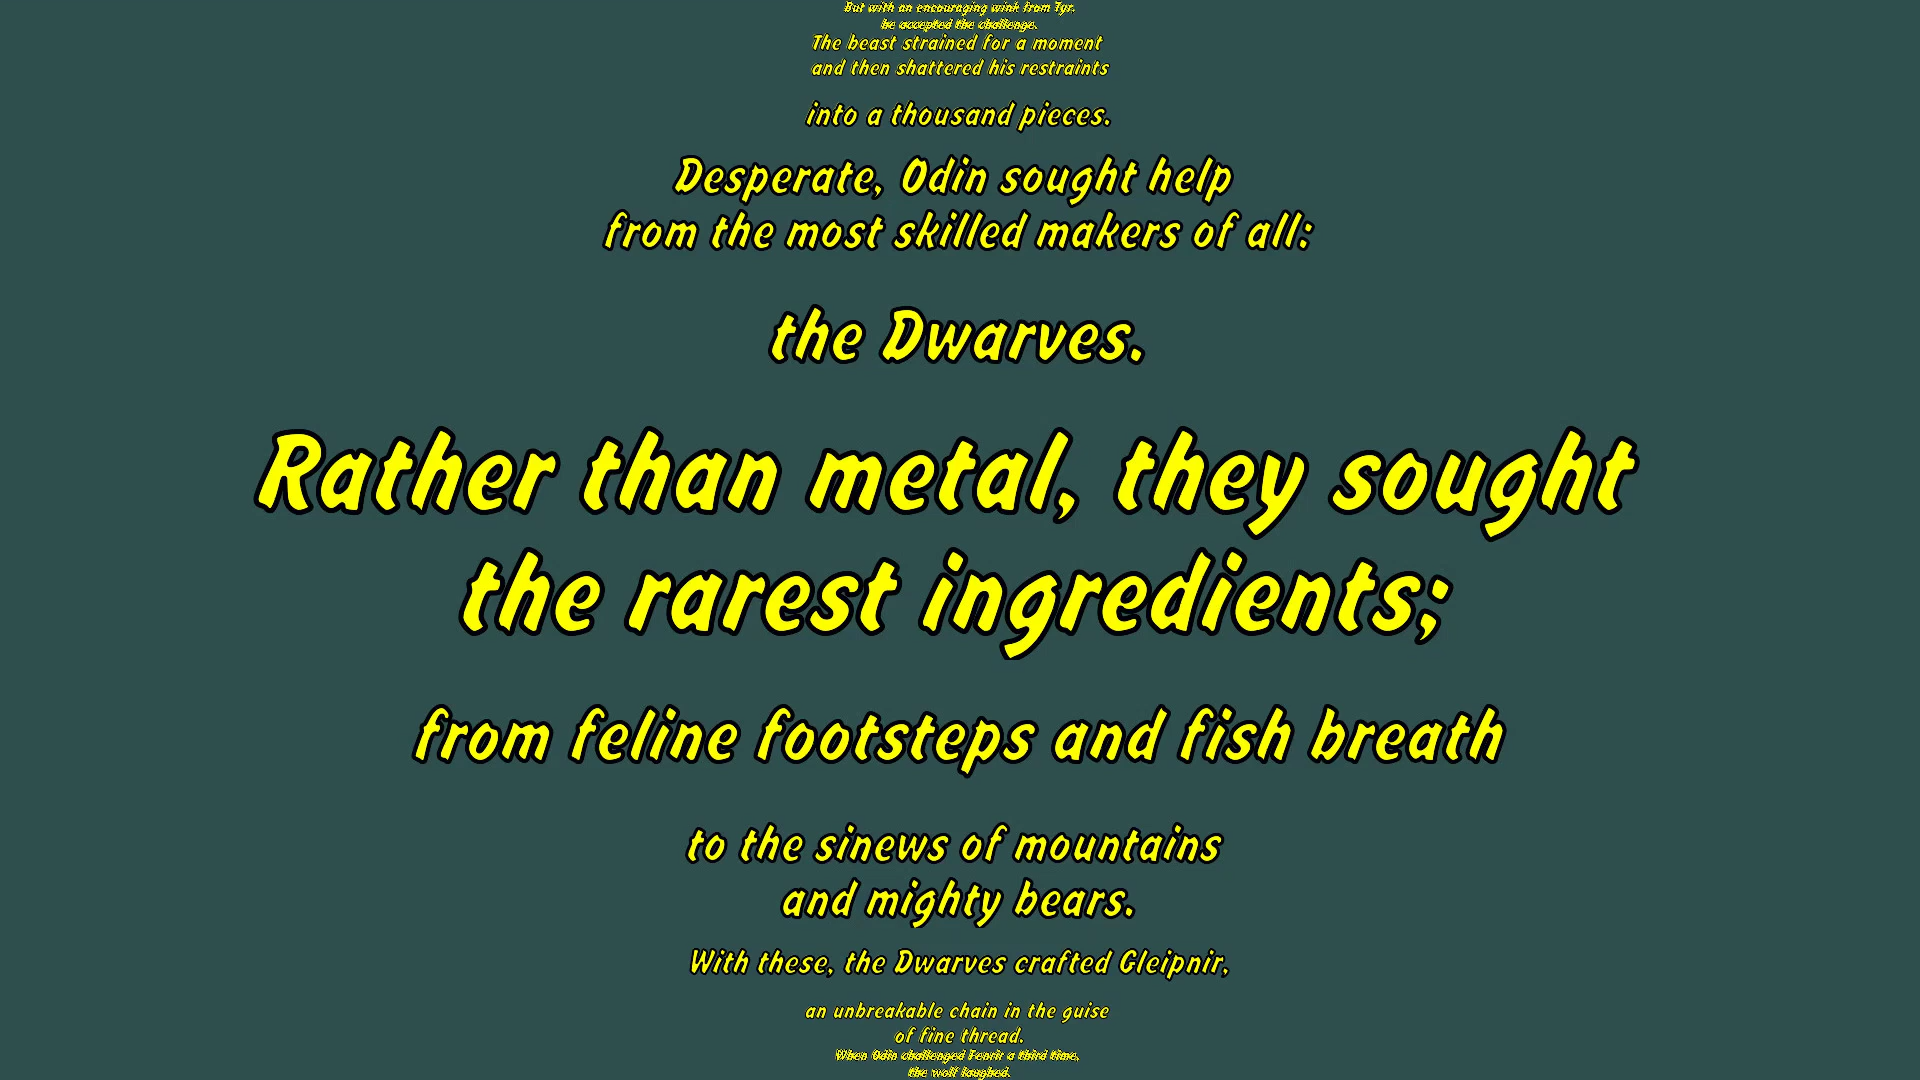 But with an encouraging wink from Tyr,
he accepted the challenge.
The beast strained for a moment
and then shattered his restraints
into a thousand pieces.
Desperate, Odin sought help
from the most skilled makers of all:
the Dwarves.
Rather than metal, they sought
the rarest ingredients;
from feline footsteps and fish breath
to the sinews of mountains
and mighty bears.
With these, the Dwarves crafted Gleipnir,
an unbreakable chain in the guise
of fine thread.
When Odin challenged Fenrir a third time,
the wolf laughed.